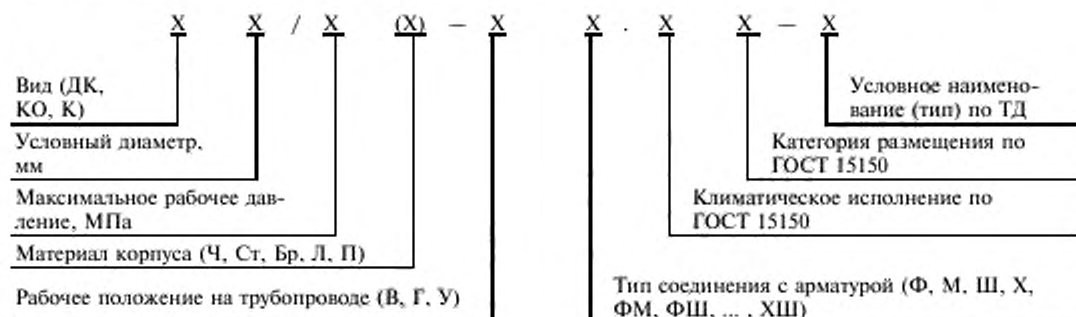 X X / X (X) – X X . X X – X
Вид (ДК,
КО, К)
Условный диаметр,
мм
Максимальное рабочее дав-
ление, МПа
Материал корпуса (Ч, Ст, Бр, Л, П)
Рабочее положение на трубопроводе (В, Г, У)
Условное наимено-
вание (тип) по ТД
Категория размещения по
ГОСТ 15150
Климатическое исполнение по
ГОСТ 15150
Тип соединения с арматурой (Ф, М, Ш, Х,
ФМ, ФШ, ... , ХШ)